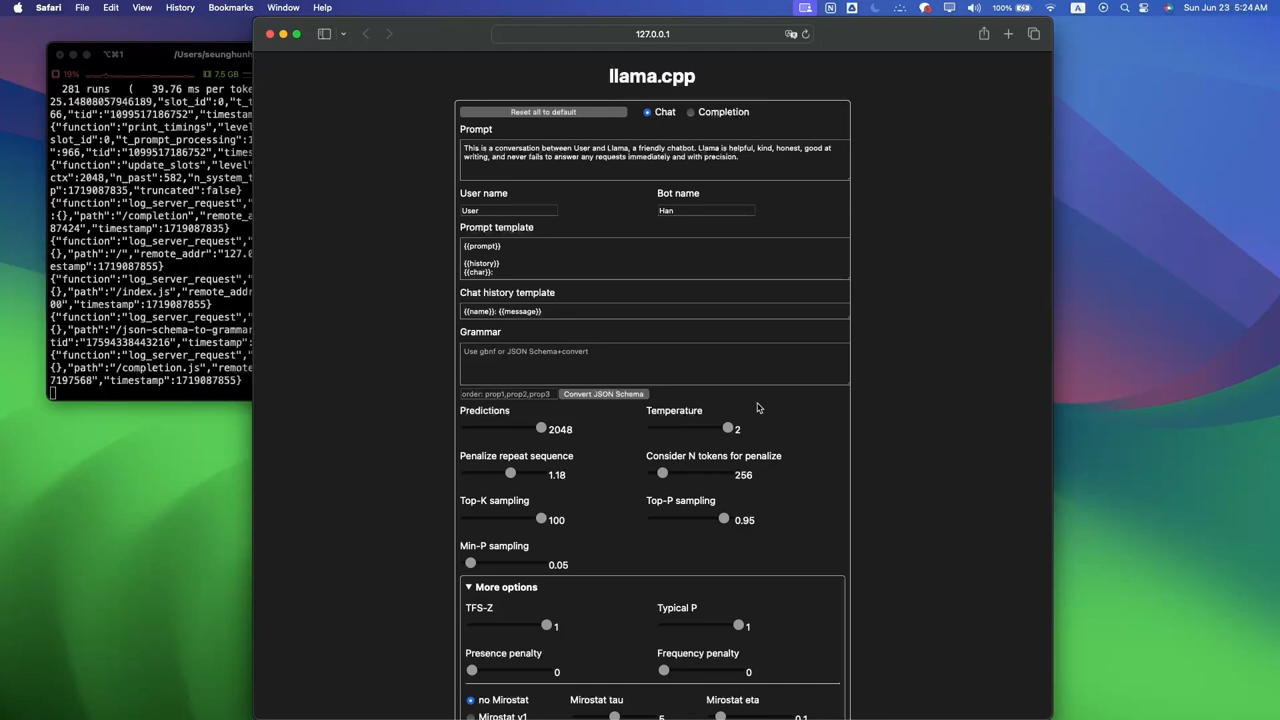 Safari File Edit View History Bookmarks Window Help 100% A Sun Jun 23 5:24 AM
⌥⌘1 /Users/seunghunh
19% 7.5 GB
281 runs ( 39.76 ms per toke
25.14808057946189,"slot_id":0,"t_t
66,"tid":"1099517186752","timestam
{"function":"print_timings","level
slot_id":0,"t_prompt_processing":1
":966,"tid":"1099517186752","times
{"function":"update_slots","level"
ctx":2048,"n_past":582,"n_system_t
p":1719087835,"truncated":false}
{"function":"log_server_request","
:{},"path":"/completion","remote_a
87424","timestamp":1719087835}
{"function":"log_server_request","
{},"path":"/","remote_addr":"127.0
estamp":1719087855}
{"function":"log_server_request","
{},"path":"/index.js","remote_addr
00","timestamp":1719087855}
{"function":"log_server_request","
{},"path":"/json-schema-to-grammar
tid":"17594338443216","timestamp":
{"function":"log_server_request","
{},"path":"/completion.js","remote
7197568","timestamp":1719087855}
127.0.0.1
llama.cpp
Reset all to default Chat Completion
Prompt
This is a conversation between User and Llama, a friendly chatbot. Llama is helpful, kind, honest, good at
writing, and never fails to answer any requests immediately and with precision.
User name Bot name
User Han
Prompt template
{{prompt}}
{{history}}
{{char}}:
Chat history template
{{name}}: {{message}}
Grammar
Use gbnf or JSON Schema+convert
order: prop1,prop2,prop3 Convert JSON Schema
Predictions Temperature
2048 2
Penalize repeat sequence Consider N tokens for penalize
1.18 256
Top-K sampling Top-P sampling
100 0.95
Min-P sampling
0.05
More options
TFS-Z Typical P
1 1
Presence penalty Frequency penalty
0 0
no Mirostat Mirostat tau Mirostat eta
Mirostat v1 5 0.1